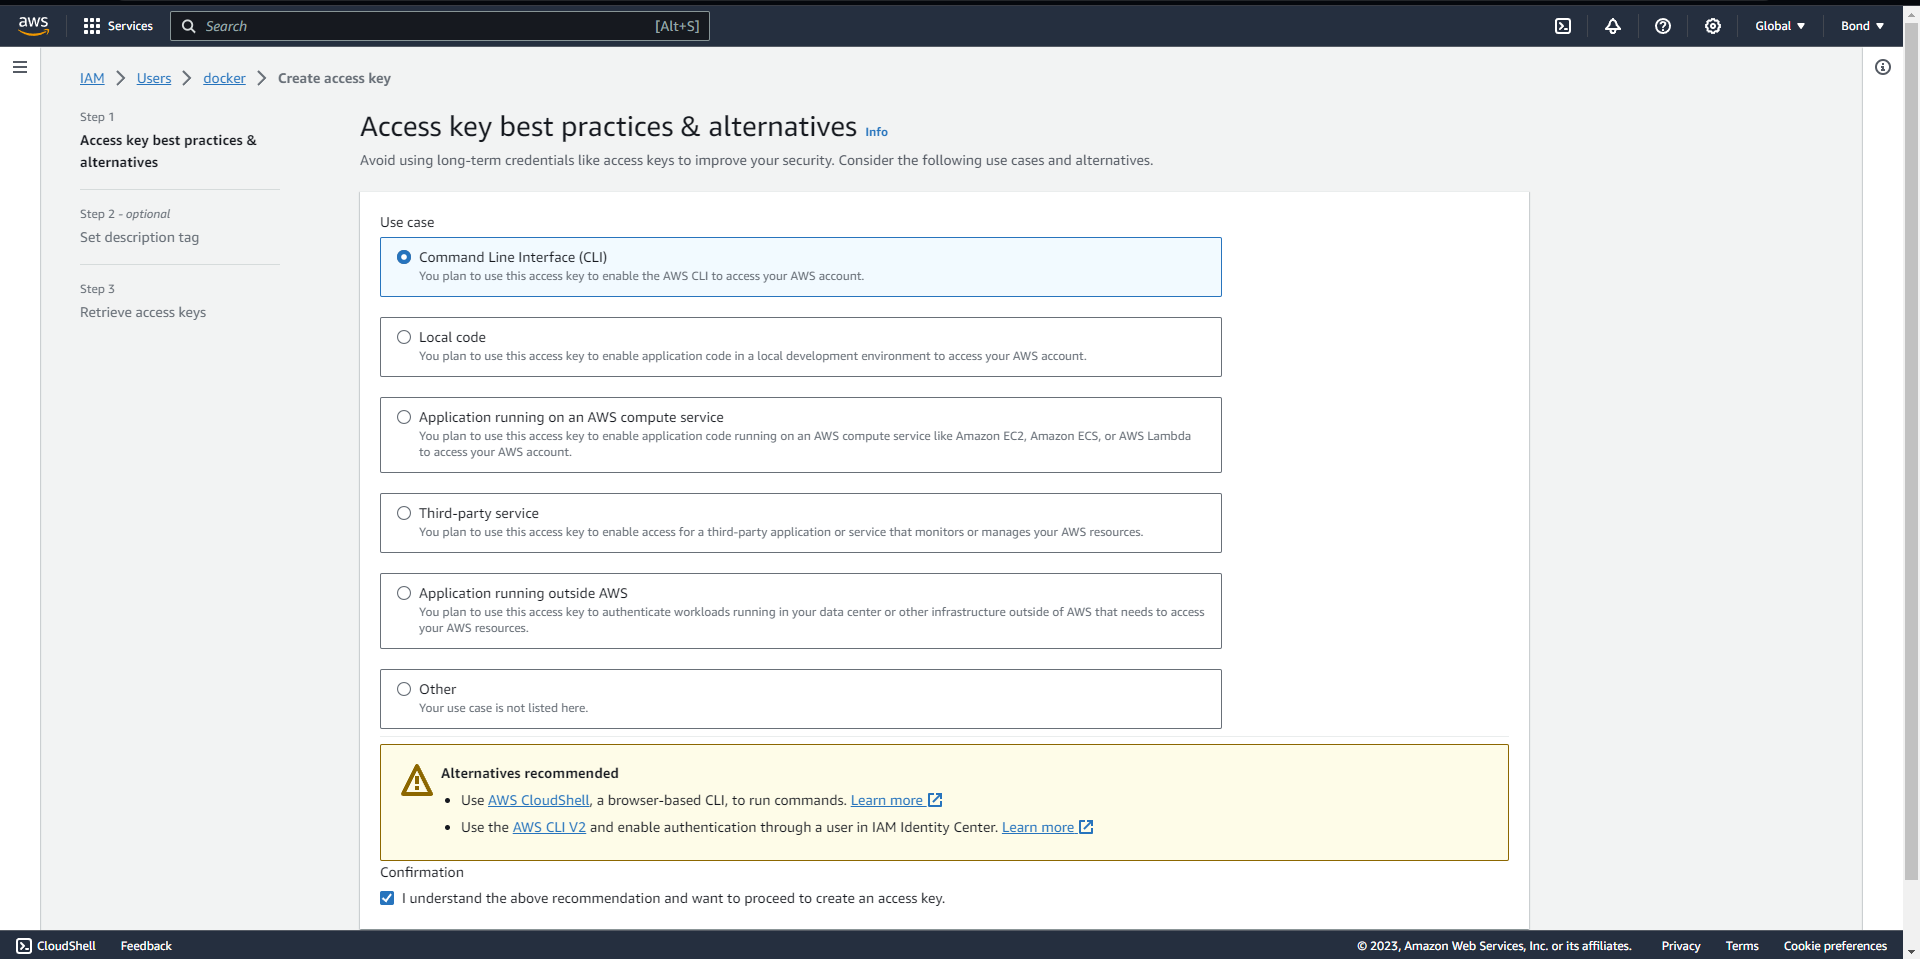 aws
Services
Search
[Alt+S]
Global
Bond
IAM
Users
docker
Create access key
Step 1
Access key best practices &
alternatives
Step 2 - optional
Set description tag
Step 3
Retrieve access keys
Access key best practices & alternatives Info
Avoid using long-term credentials like access keys to improve your security. Consider the following use cases and alternatives.
Use case
Command Line Interface (CLI)
You plan to use this access key to enable the AWS CLI to access your AWS account.
Local code
You plan to use this access key to enable application code in a local development environment to access your AWS account.
Application running on an AWS compute service
You plan to use this access key to enable application code running on an AWS compute service like Amazon EC2, Amazon ECS, or AWS Lambda
to access your AWS account.
Third-party service
You plan to use this access key to enable access for a third-party application or service that monitors or manages your AWS resources.
Application running outside AWS
You plan to use this access key to authenticate workloads running in your data center or other infrastructure outside of AWS that needs to access
your AWS resources.
Other
Your use case is not listed here.
Alternatives recommended
• Use AWS CloudShell, a browser-based CLI, to run commands. Learn more
• Use the AWS CLI V2 and enable authentication through a user in IAM Identity Center. Learn more
Confirmation
I understand the above recommendation and want to proceed to create an access key.
CloudShell
Feedback
© 2023, Amazon Web Services, Inc. or its affiliates.
Privacy
Terms
Cookie preferences